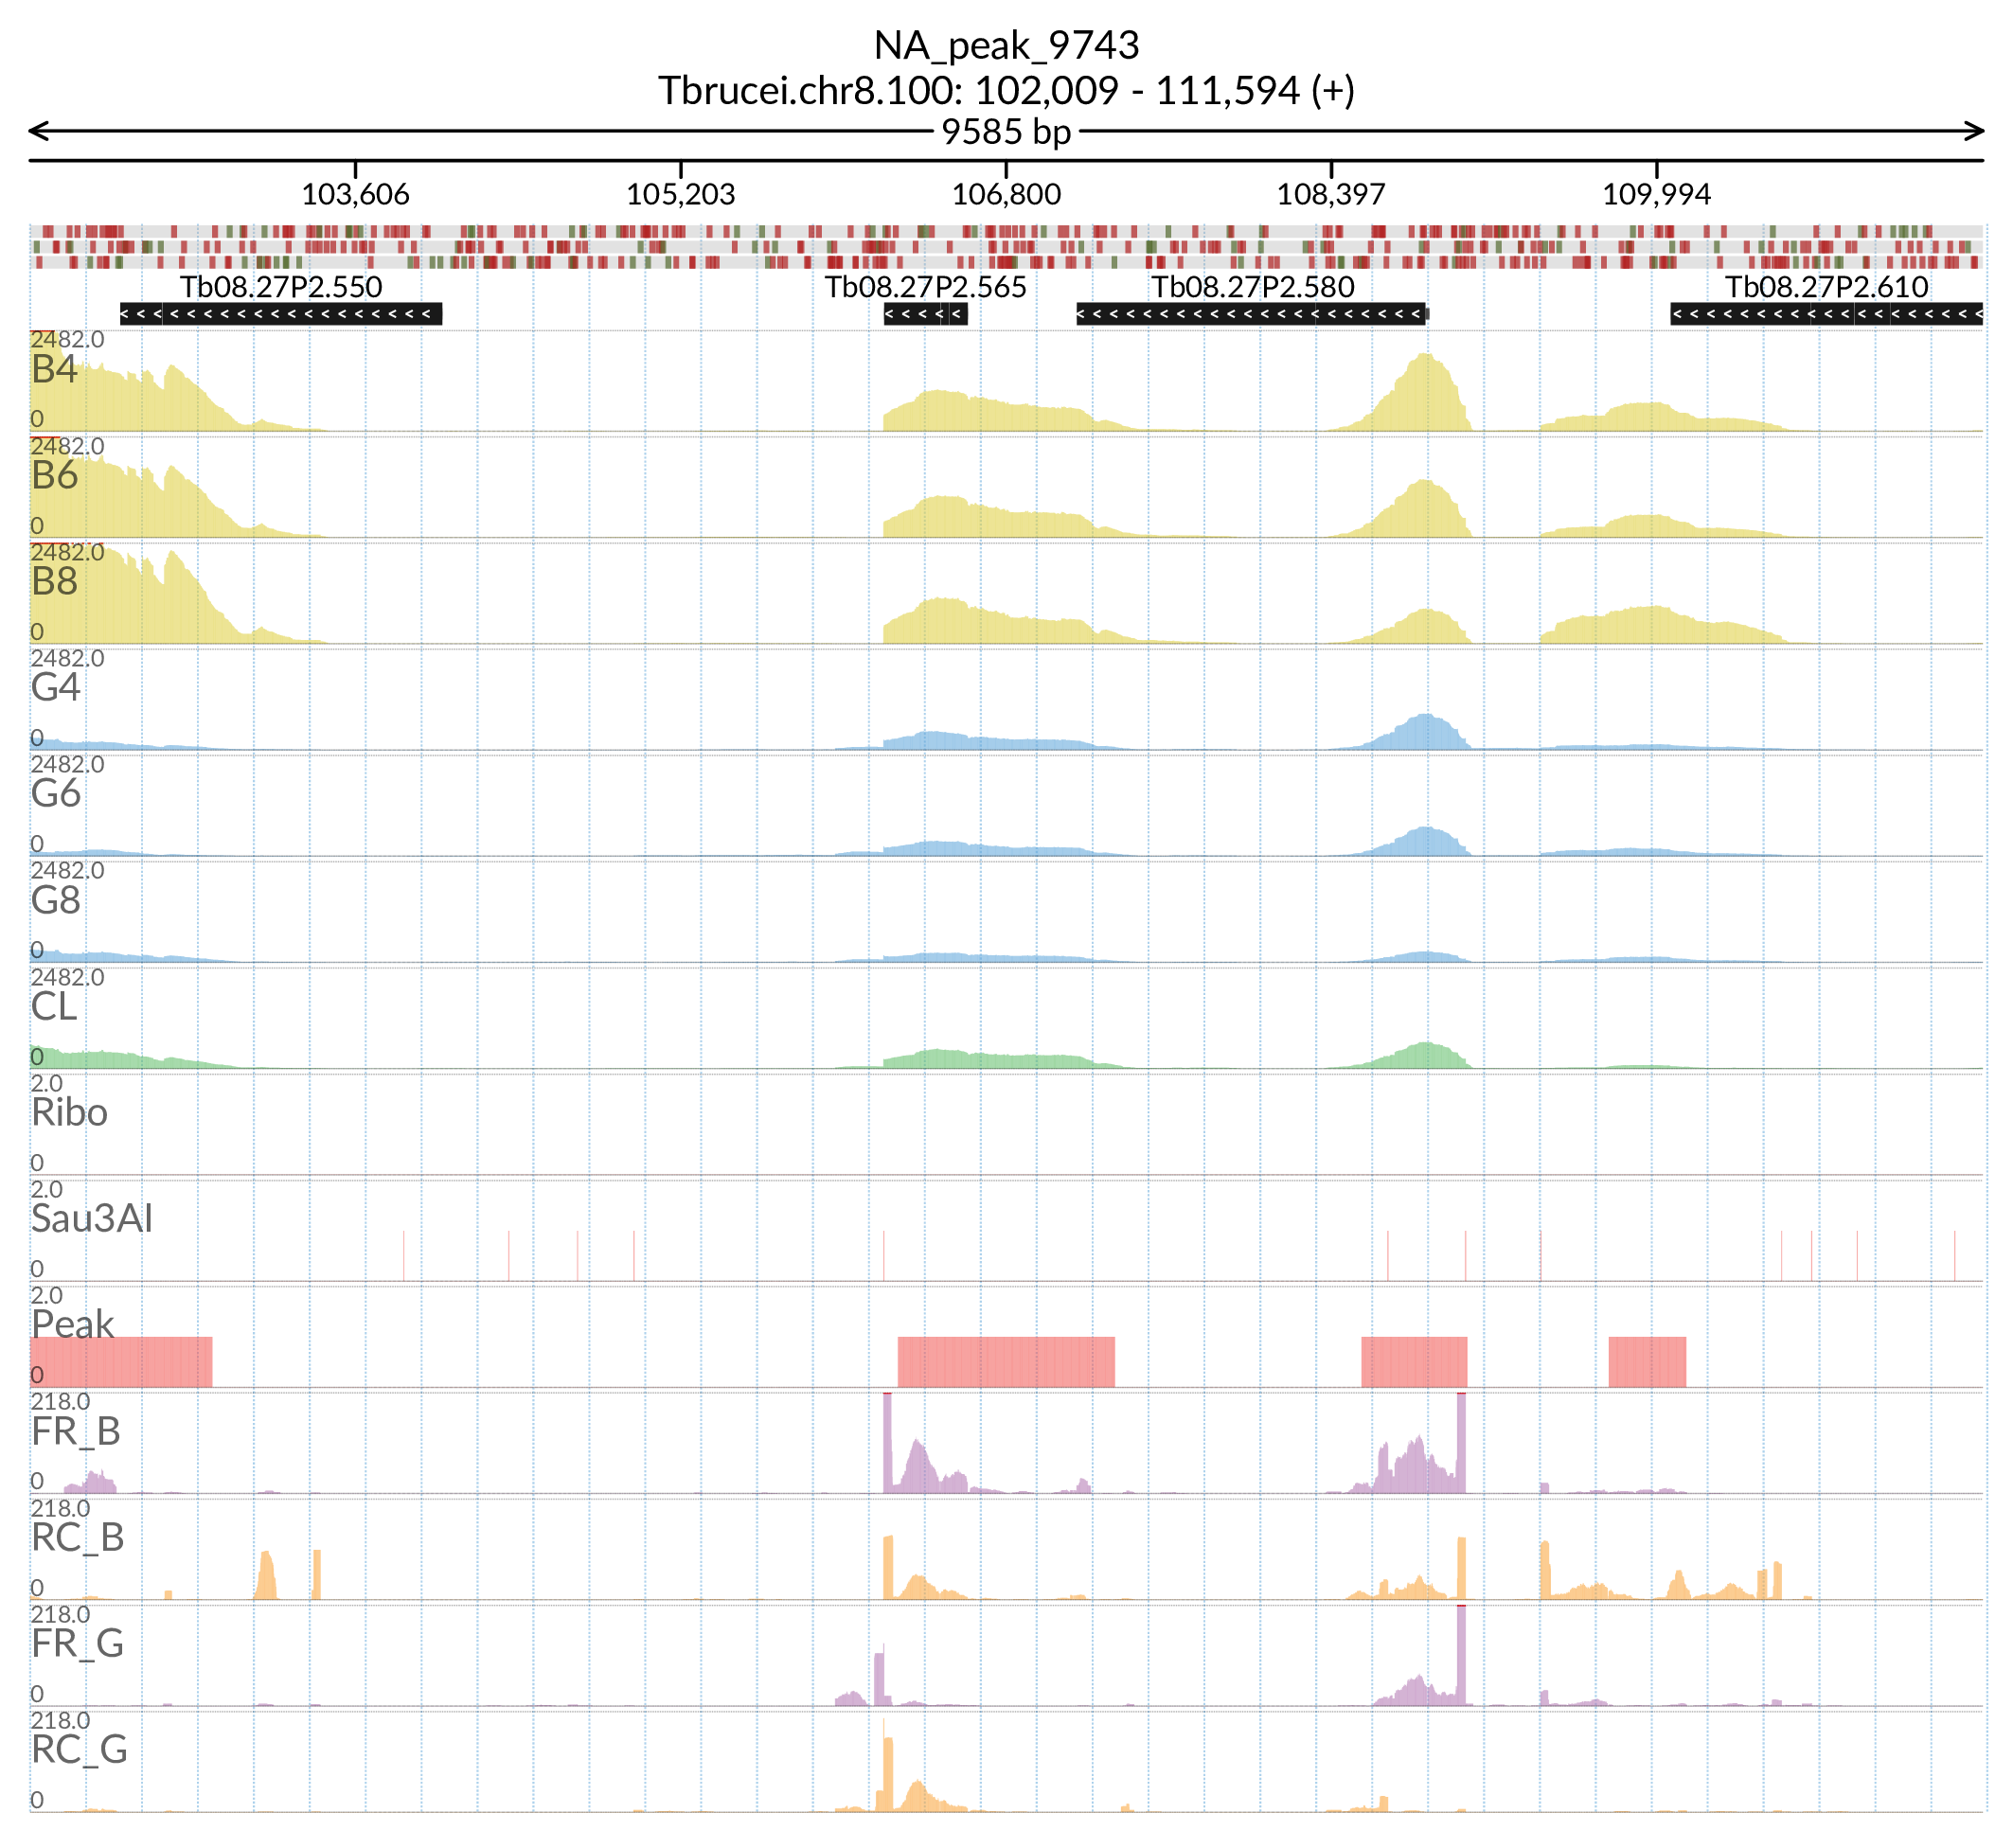 NA_peak_9743
Tbrucei.chr8.100: 102,009 - 111,594 (+)
9585 bp
103,606 105,203 106,800 108,397 109,994
Tb08.27P2.550 Tb08.27P2.565 Tb08.27P2.580 Tb08.27P2.610
2482.0
B4
0
2482.0
B6
0
2482.0
B8
0
2482.0
G4
0
2482.0
G6
0
2482.0
G8
0
2482.0
CL
0
2.0
Ribo
0
2.0
Sau3AI
0
2.0
Peak
0
218.0
FR_B
0
218.0
RC_B
0
218.0
FR_G
0
218.0
RC_G
0